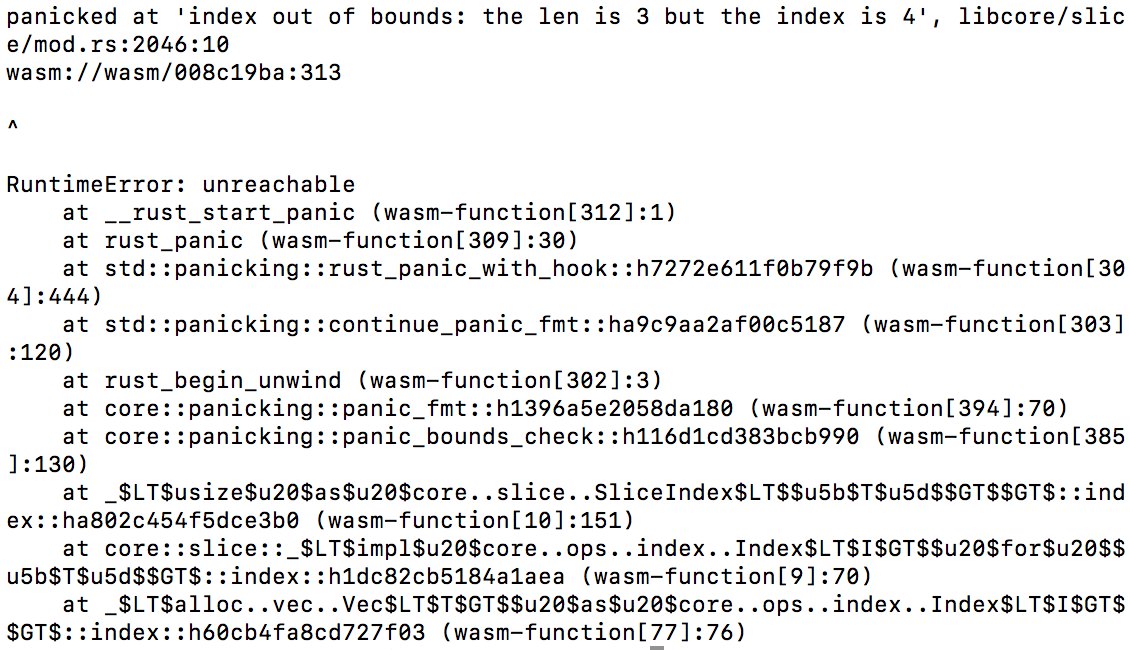 panicked at 'index out of bounds: the len is 3 but the index is 4', libcore/slic
e/mod.rs:2046:10
wasm://wasm/008c19ba:313
^
RuntimeError: unreachable
    at __rust_start_panic (wasm-function[312]:1)
    at rust_panic (wasm-function[309]:30)
    at std::panicking::rust_panic_with_hook::h7272e611f0b79f9b (wasm-function[30
4]:444)
    at std::panicking::continue_panic_fmt::ha9c9aa2af00c5187 (wasm-function[303]
:120)
    at rust_begin_unwind (wasm-function[302]:3)
    at core::panicking::panic_fmt::h1396a5e2058da180 (wasm-function[394]:70)
    at core::panicking::panic_bounds_check::h116d1cd383bcb990 (wasm-function[385
]:130)
    at _$LT$usize$u20$as$u20$core..slice..SliceIndex$LT$$u5b$T$u5d$$GT$$GT$::ind
ex::ha802c454f5dce3b0 (wasm-function[10]:151)
    at core::slice::_$LT$impl$u20$core..ops..index..Index$LT$I$GT$$u20$for$u20$$
u5b$T$u5d$$GT$::index::h1dc82cb5184a1aea (wasm-function[9]:70)
    at _$LT$alloc..vec..Vec$LT$T$GT$$u20$as$u20$core..ops..index..Index$LT$I$GT$
$GT$::index::h60cb4fa8cd727f03 (wasm-function[77]:76)